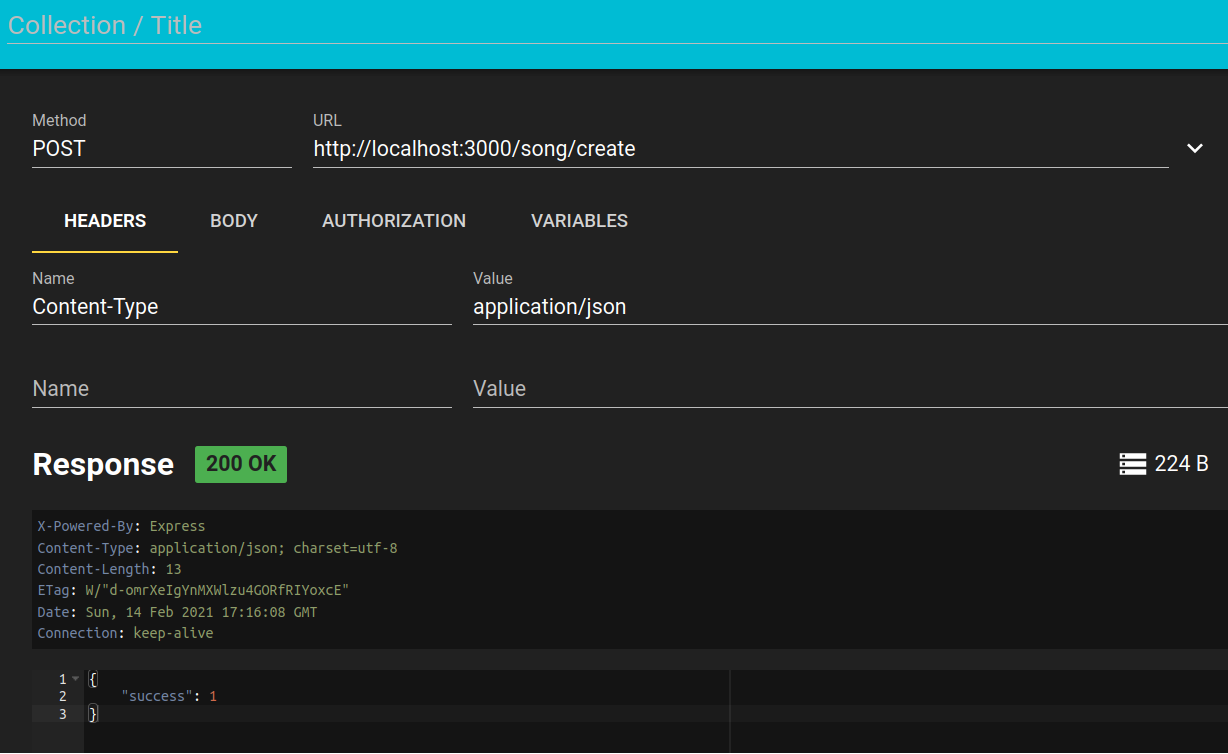 Collection / Title
Method
URL
POST
http://localhost:3000/song/create
HEADERS BODY AUTHORIZATION VARIABLES
Name
Value
Content-Type
application/json
Name
Value
Response 200 OK 224 B
X-Powered-By: Express
Content-Type: application/json; charset=utf-8
Content-Length: 13
ETag: W/"d-omrXeIgYnMXWlzu4GORfRIYoxcE"
Date: Sun, 14 Feb 2021 17:16:08 GMT
Connection: keep-alive
1 {
2 "success": 1
3 }